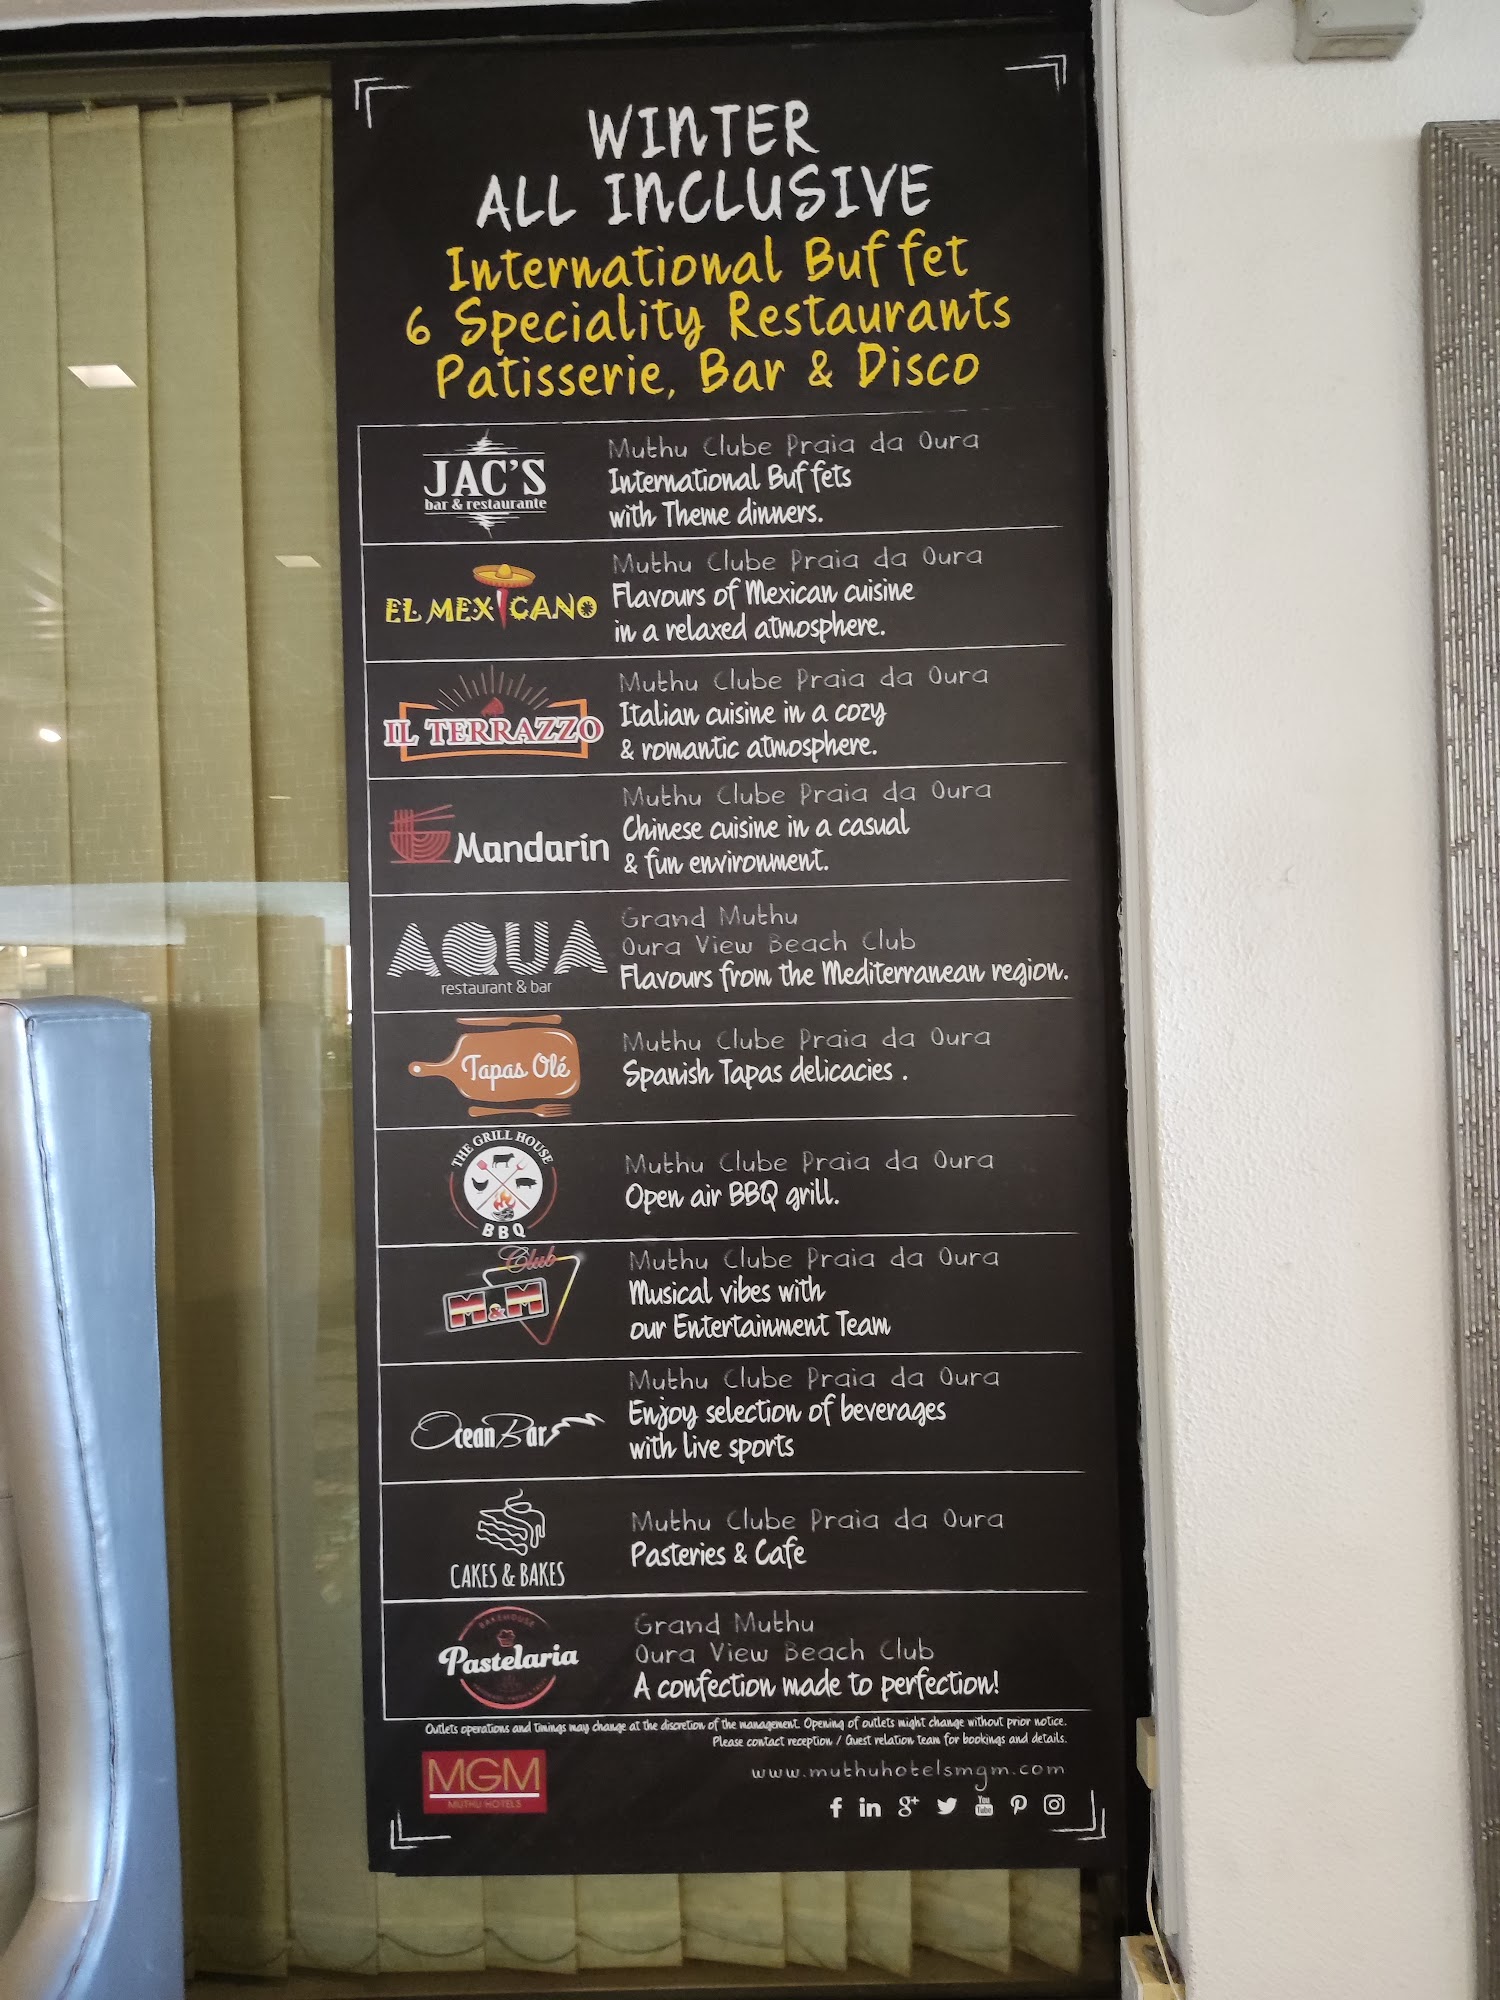 WINTER
ALL INCLUSIVE
International Buffet
6 Speciality Restaurants
Patisserie, Bar & Disco
JAC'S
bar & restaurante
Muthu Clube Praia da Oura
International Buffets
with Theme dinners.
EL MEXICANO
Muthu Clube Praia da Oura
Flavours of Mexican cuisine
in a relaxed atmosphere.
IL TERRAZZO
Muthu Clube Praia da Oura
Italian cuisine in a cozy
& romantic atmosphere.
Mandarin
Muthu Clube Praia da Oura
Chinese cuisine in a casual
& fun environment.
AQUA
restaurant & bar
Grand Muthu
Oura View Beach Club
Flavours from the Mediterranean region.
Tapas Olé
Muthu Clube Praia da Oura
Spanish Tapas delicacies .
THE GRILL HOUSE
BBQ
Muthu Clube Praia da Oura
Open air BBQ grill.
Club
M&M
Muthu Clube Praia da Oura
Musical vibes with
our Entertainment Team
Ocean Bar
Muthu Clube Praia da Oura
Enjoy selection of beverages
with live sports
CAKES & BAKES
Muthu Clube Praia da Oura
Pasteries & Cafe
BAKEHOUSE
Pastelaria
Grand Muthu
Oura View Beach Club
A confection made to perfection!
Outlets operations and timings may change at the discretion of the management. Opening of outlets might change without prior notice.
Please contact reception / Guest relation team for bookings and details.
MGM
MUTHU HOTELS
www.muthuhotelsmgm.com
f in g+ You Tube